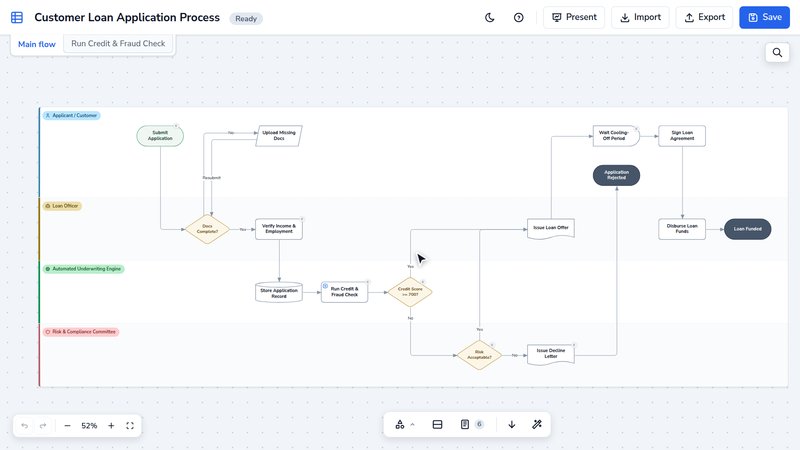 Customer Loan Application Process
Ready
Present
Import
Export
Save
Main flow
Run Credit & Fraud Check
Applicant / Customer
Submit
Application
No
Upload Missing
Docs
Resubmit
Wait Cooling-
Off Period
Sign Loan
Agreement
Application
Rejected
Loan Officer
Docs
Complete?
Yes
Verify Income &
Employment
Issue Loan Offer
Disburse Loan
Funds
Loan Funded
Automated Underwriting Engine
Store Application
Record
Run Credit &
Fraud Check
Yes
Credit Score
>= 700?
No
Risk & Compliance Committee
Yes
Risk
Acceptable?
No
Issue Decline
Letter
52%
6